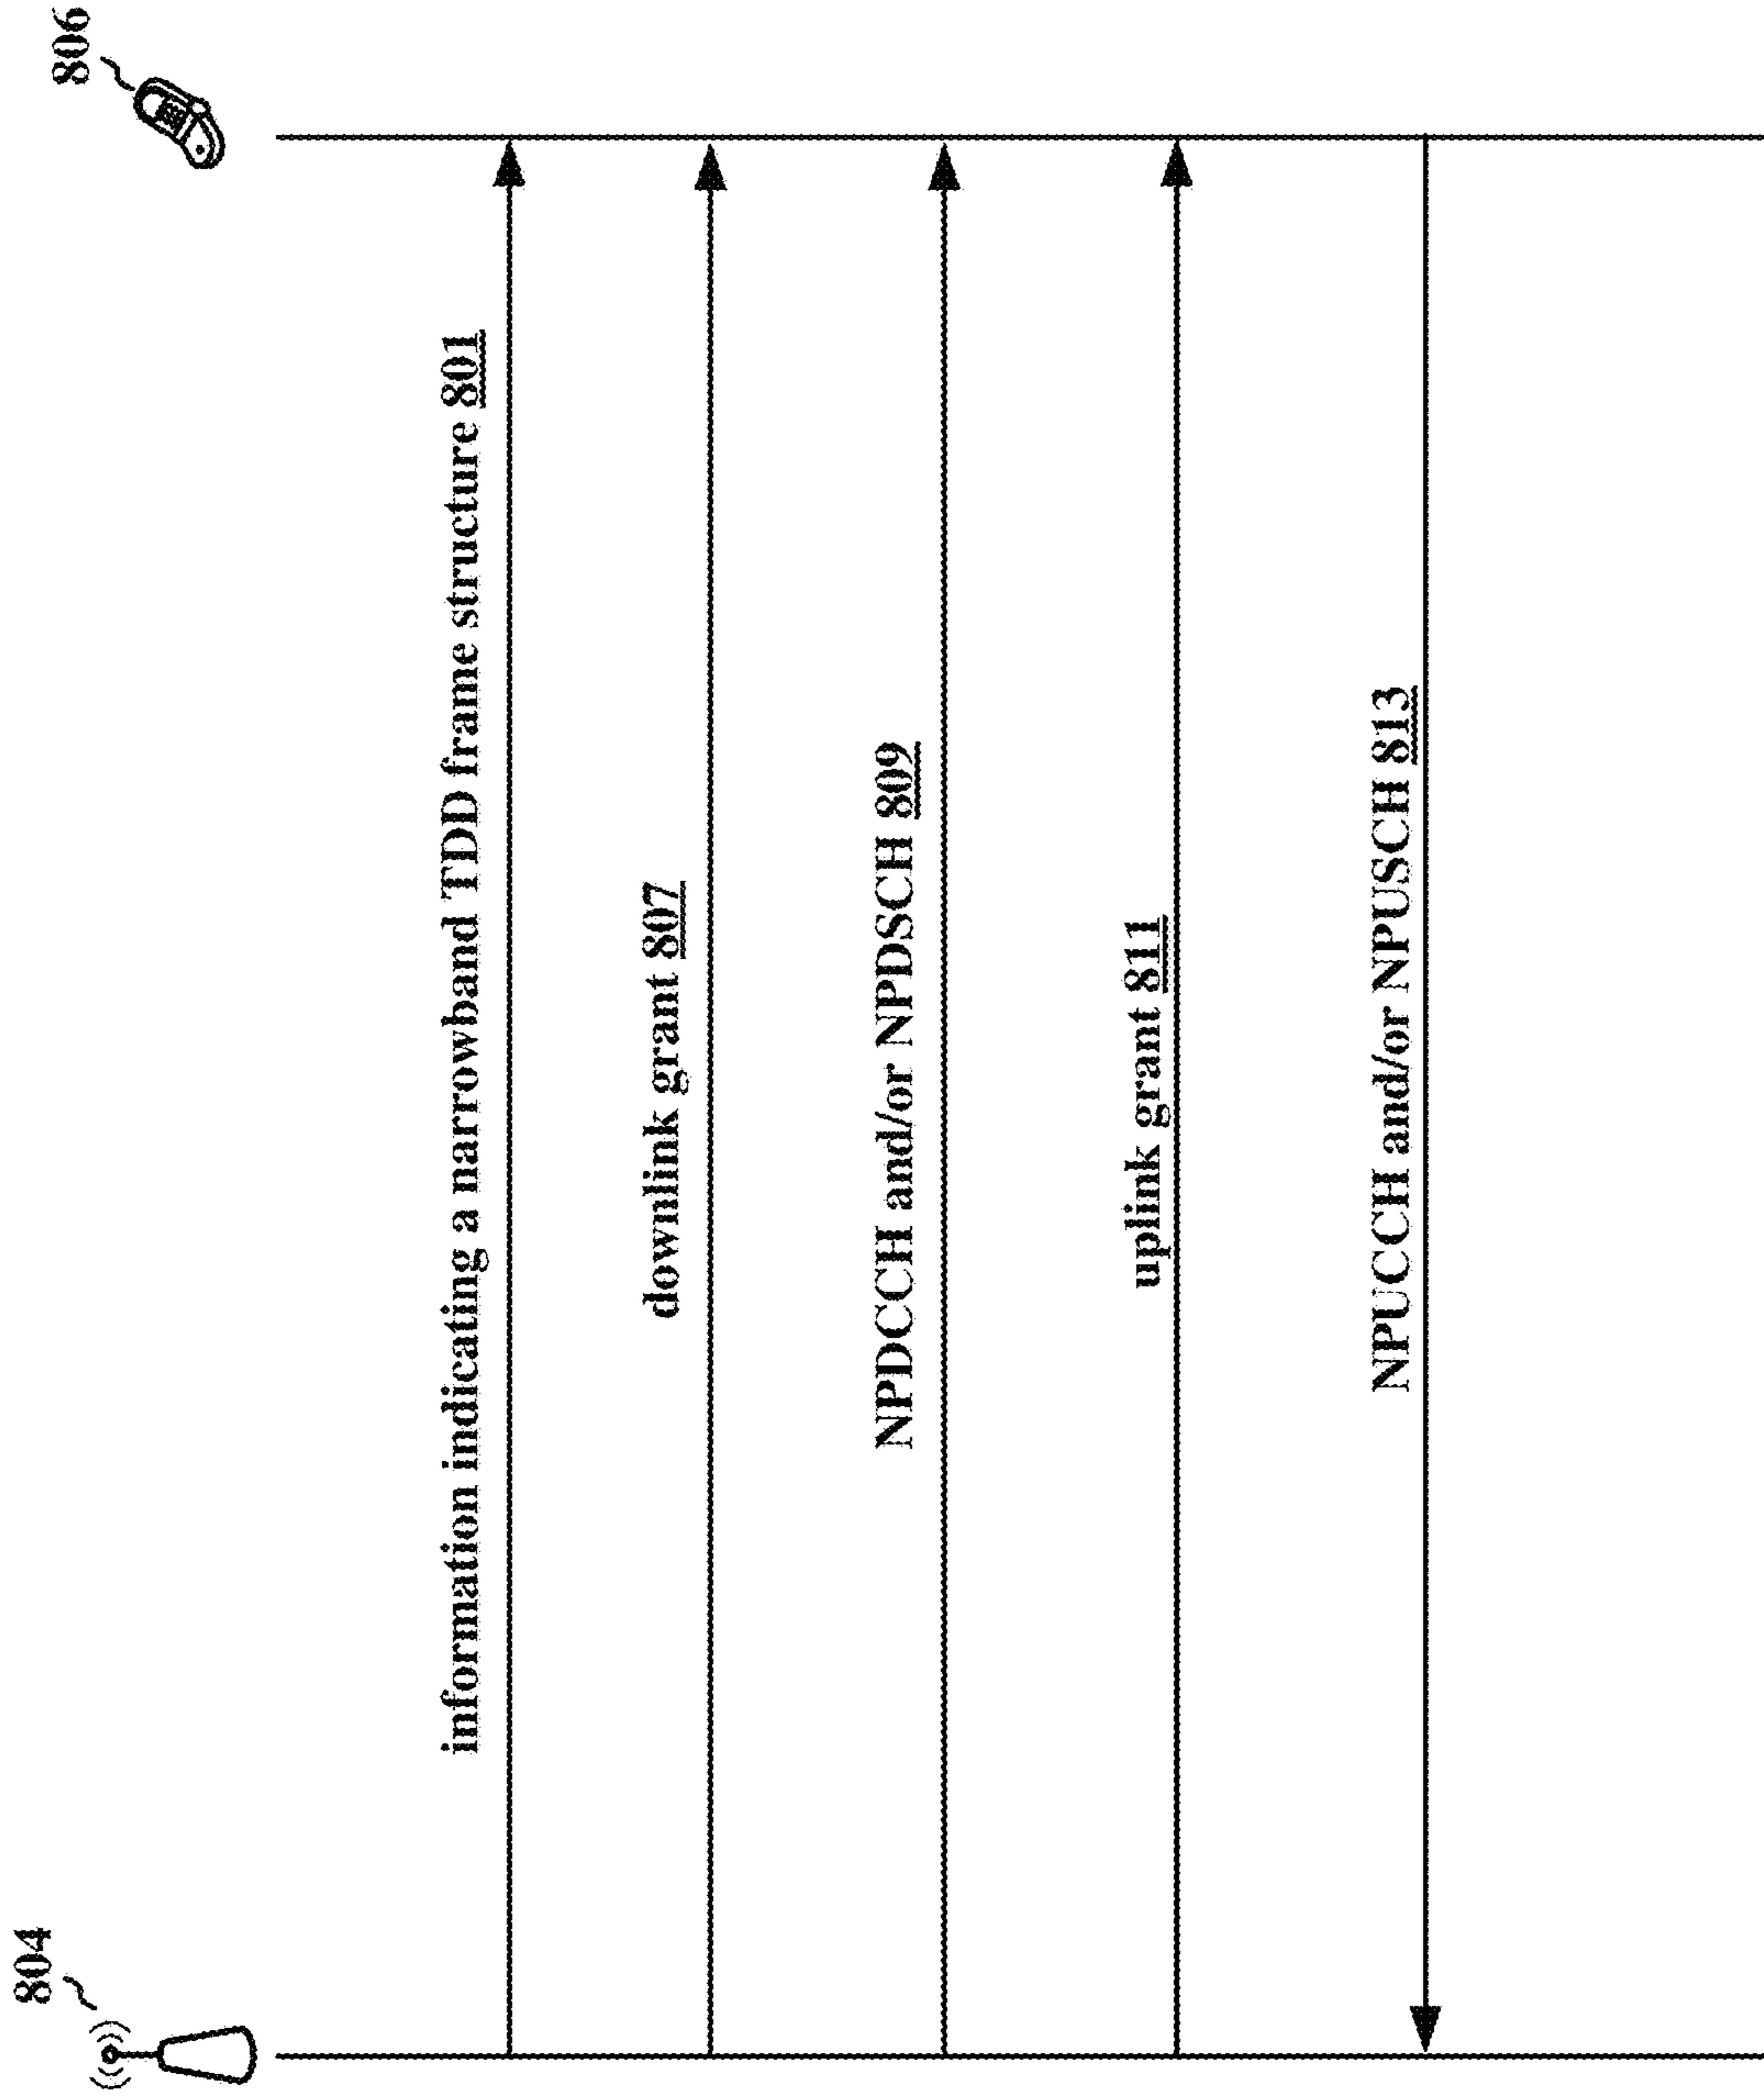 804
806
information indicating a narrowband TDD frame structure 801
downlink grant 807
NPDCCH and/or NPDSCH 809
uplink grant 811
NPUCCH and/or NPUSCH 813